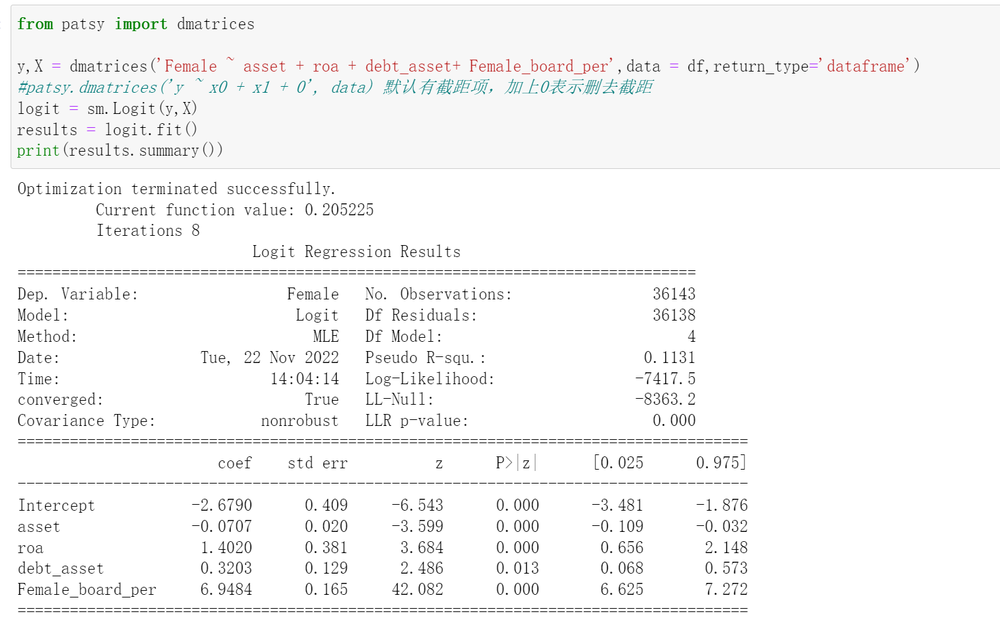 from patsy import dmatrices
y,X = dmatrices('Female ~ asset + roa + debt_asset+ Female_board_per',data = df,return_type='dataframe')
#patsy.dmatrices('y ~ x0 + x1 + 0', data) 默认有截距项，加上0表示删去截距
logit = sm.Logit(y,X)
results = logit.fit()
print(results.summary())
Optimization terminated successfully.
         Current function value: 0.205225
         Iterations 8
                           Logit Regression Results
==============================================================================
Dep. Variable:                 Female   No. Observations:                36143
Model:                          Logit   Df Residuals:                    36138
Method:                           MLE   Df Model:                            4
Date:                Tue, 22 Nov 2022   Pseudo R-squ.:                  0.1131
Time:                        14:04:14   Log-Likelihood:                -7417.5
converged:                       True   LL-Null:                       -8363.2
Covariance Type:            nonrobust   LLR p-value:                     0.000
====================================================================================
                       coef    std err          z      P>|z|      [0.025      0.975]
------------------------------------------------------------------------------------
Intercept           -2.6790      0.409     -6.543      0.000      -3.481      -1.876
asset               -0.0707      0.020     -3.599      0.000      -0.109      -0.032
roa                  1.4020      0.381      3.684      0.000       0.656       2.148
debt_asset           0.3203      0.129      2.486      0.013       0.068       0.573
Female_board_per     6.9484      0.165     42.082      0.000       6.625       7.272
====================================================================================